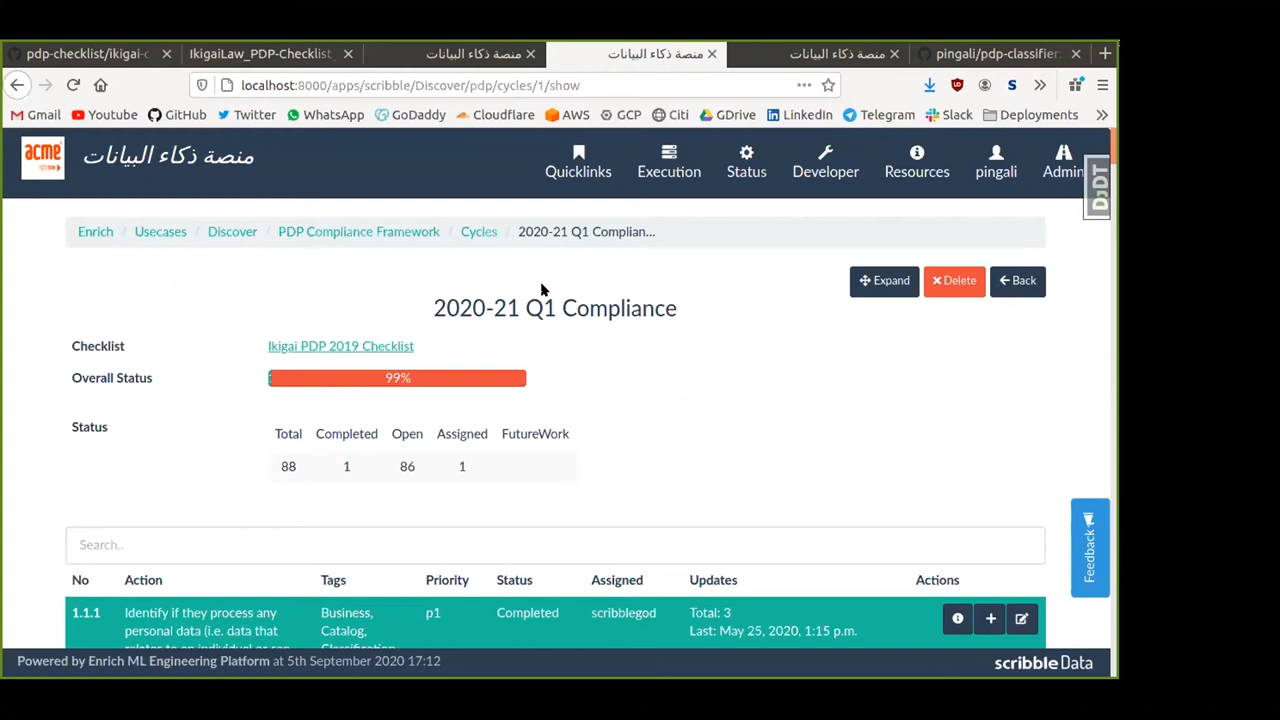 pdp-checklist/ikigai-c
IkigaiLaw_PDP-Checklist_
منصة ذكاء البيانات
منصة ذكاء البيانات
منصة ذكاء البيانات
pingali/pdp-classifier:
localhost:8000/apps/scribble/Discover/pdp/cycles/1/show
Gmail Youtube GitHub Twitter WhatsApp GoDaddy Cloudflare AWS GCP Citi GDrive LinkedIn Telegram Slack Deployments
acme
منصة ذكاء البيانات
Quicklinks Execution Status Developer Resources pingali Admin
DJDT
Enrich / Usecases / Discover / PDP Compliance Framework / Cycles / 2020-21 Q1 Complian...
Expand Delete Back
2020-21 Q1 Compliance
Checklist Ikigai PDP 2019 Checklist
Overall Status 99%
Status
Total Completed Open Assigned FutureWork
88 1 86 1
Feedback
Search..
No Action Tags Priority Status Assigned Updates Actions
1.1.1 Identify if they process any Business, p1 Completed scribblegod Total: 3
personal data (i.e. data that Catalog, Last: May 25, 2020, 1:15 p.m.
Powered by Enrich ML Engineering Platform at 5th September 2020 17:12
scribbleData